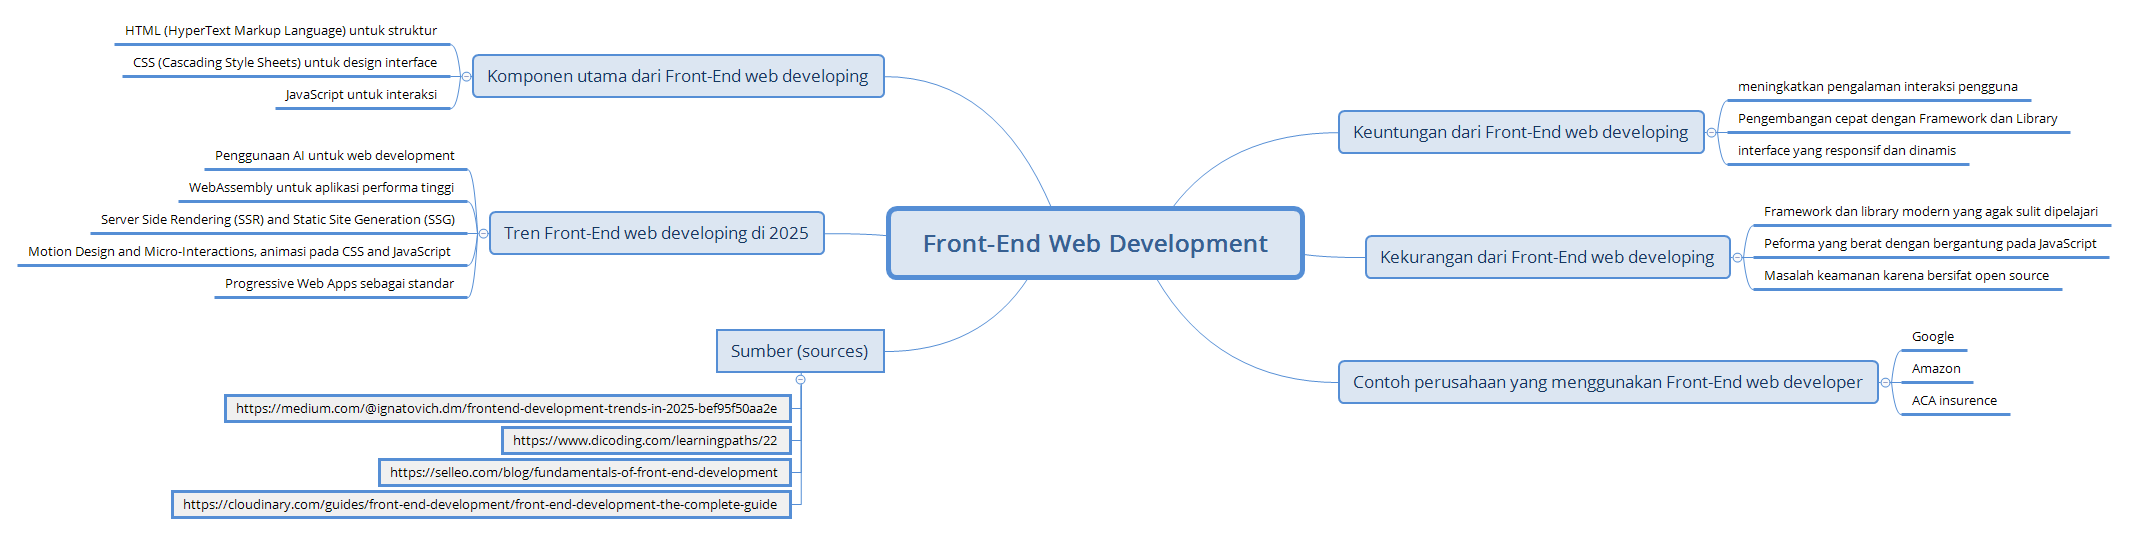 Front-End Web Development
Komponen utama dari Front-End web developing
HTML (HyperText Markup Language) untuk struktur
CSS (Cascading Style Sheets) untuk design interface
JavaScript untuk interaksi
Tren Front-End web developing di 2025
Penggunaan AI untuk web development
WebAssembly untuk aplikasi performa tinggi
Server Side Rendering (SSR) and Static Site Generation (SSG)
Motion Design and Micro-Interactions, animasi pada CSS and JavaScript
Progressive Web Apps sebagai standar
Sumber (sources)
https://medium.com/@ignatovich.dm/frontend-development-trends-in-2025-bef95f50aa2e
https://www.dicoding.com/learningpaths/22
https://selleo.com/blog/fundamentals-of-front-end-development
https://cloudinary.com/guides/front-end-development/front-end-development-the-complete-guide
Keuntungan dari Front-End web developing
meningkatkan pengalaman interaksi pengguna
Pengembangan cepat dengan Framework dan Library
interface yang responsif dan dinamis
Kekurangan dari Front-End web developing
Framework dan library modern yang agak sulit dipelajari
Peforma yang berat dengan bergantung pada JavaScript
Masalah keamanan karena bersifat open source
Contoh perusahaan yang menggunakan Front-End web developer
Google
Amazon
ACA insurence